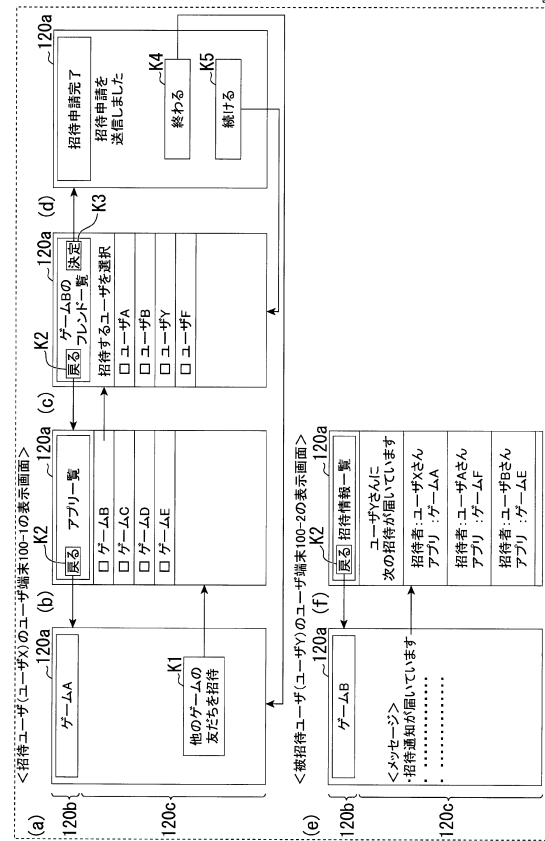 <招待ユーザ(ユーザX)のユーザ端末100-1の表示画面>
(a)
120a
120b
120c
ゲームA
他のゲームの
友だちを招待
K1
(b)
120a
K2
戻る アプリ一覧
□ ゲームB
□ ゲームC
□ ゲームD
□ ゲームE
(c)
120a
K2
戻る ゲームBの
フレンド一覧
決定
K3
招待するユーザを選択
□ ユーザA
□ ユーザB
□ ユーザY
□ ユーザF
(d)
120a
招待申請完了
招待申請を
送信しました
終わる
K4
続ける
K5
<被招待ユーザ(ユーザY)のユーザ端末100-2の表示画面>
(e)
120a
120b
120c
ゲームB
<メッセージ>
・招待通知が届いています
(f)
120a
K2
戻る 招待情報一覧
ユーザYさんに
次の招待が届いています
招待者:ユーザXさん
アプリ:ゲームA
招待者:ユーザAさん
アプリ:ゲームF
招待者:ユーザBさん
アプリ:ゲームE